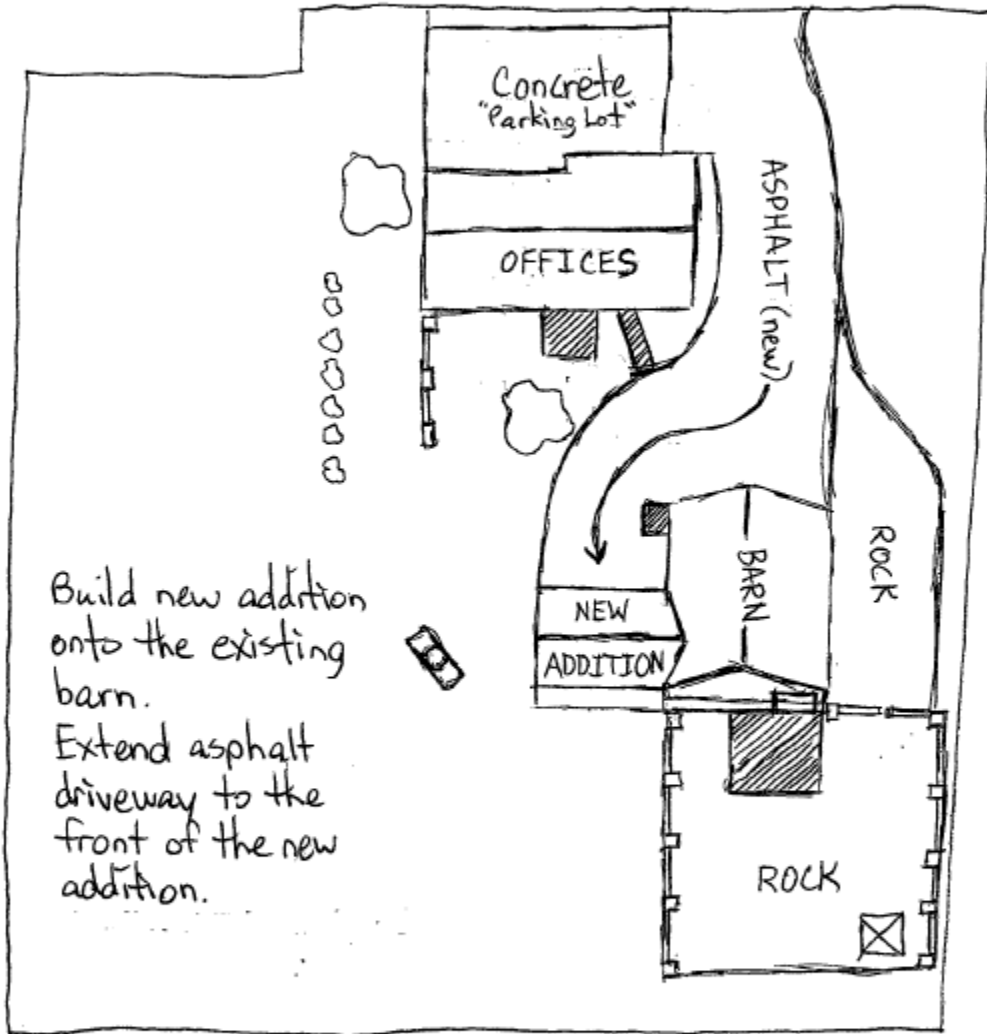 Concrete
"Parking Lot"
ASPHALT (new)
OFFICES
ROCK
BARN
NEW
ADDITION
Build new addition
onto the existing
barn.
Extend asphalt
driveway to the
front of the new
addition.
ROCK